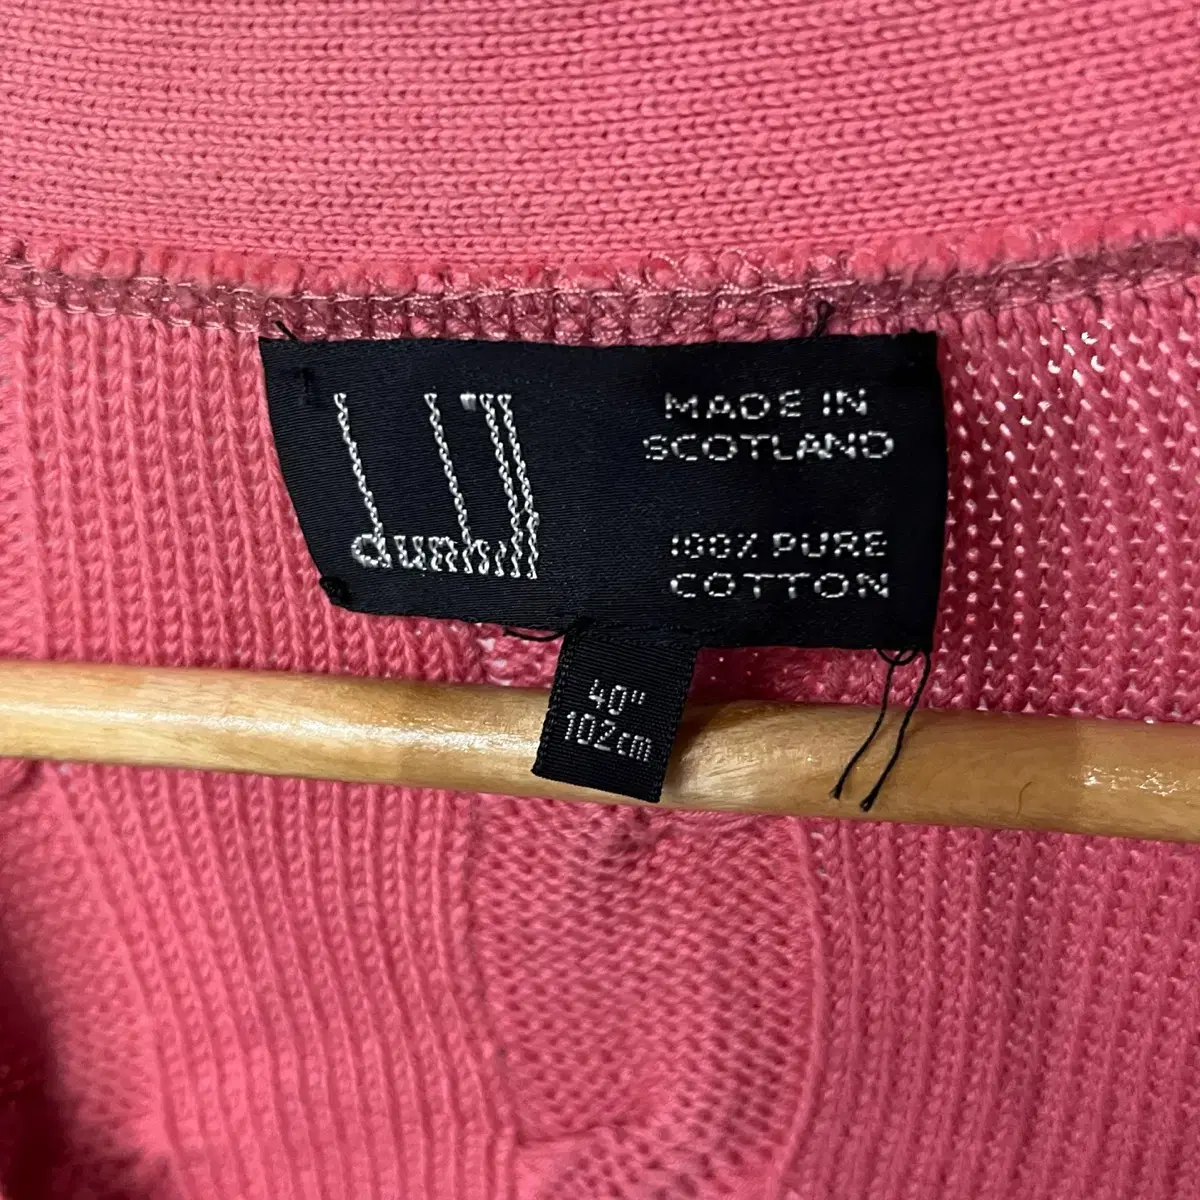 dunhill
MADE IN
SCOTLAND
100% PURE
COTTON
40"
102cm